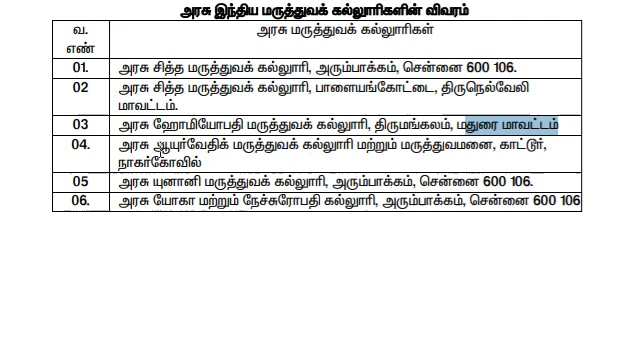 அரசு இந்திய மருத்துவக் கல்லூரிகளின் விவரம்
வ. எண் அரசு மருத்துவக் கல்லூரிகள்
01. அரசு சித்த மருத்துவக் கல்லூரி, அரும்பாக்கம், சென்னை 600 106.
02 அரசு சித்த மருத்துவக் கல்லூரி, பாளையங்கோட்டை, திருநெல்வேலி
மாவட்டம்.
03 அரசு ஹோமியோபதி மருத்துவக் கல்லூரி, திருமங்கலம், மதுரை மாவட்டம்
04. அரசு ஆயுர்வேதிக் மருத்துவக் கல்லூரி மற்றும் மருத்துவமனை, காட்டூர்,
நாகர்கோவில்
05 அரசு யுனானி மருத்துவக் கல்லூரி, அரும்பாக்கம், சென்னை 600 106.
06. அரசு யோகா மற்றும் நேச்சுரோபதி கல்லூரி, அரும்பாக்கம், சென்னை 600 106